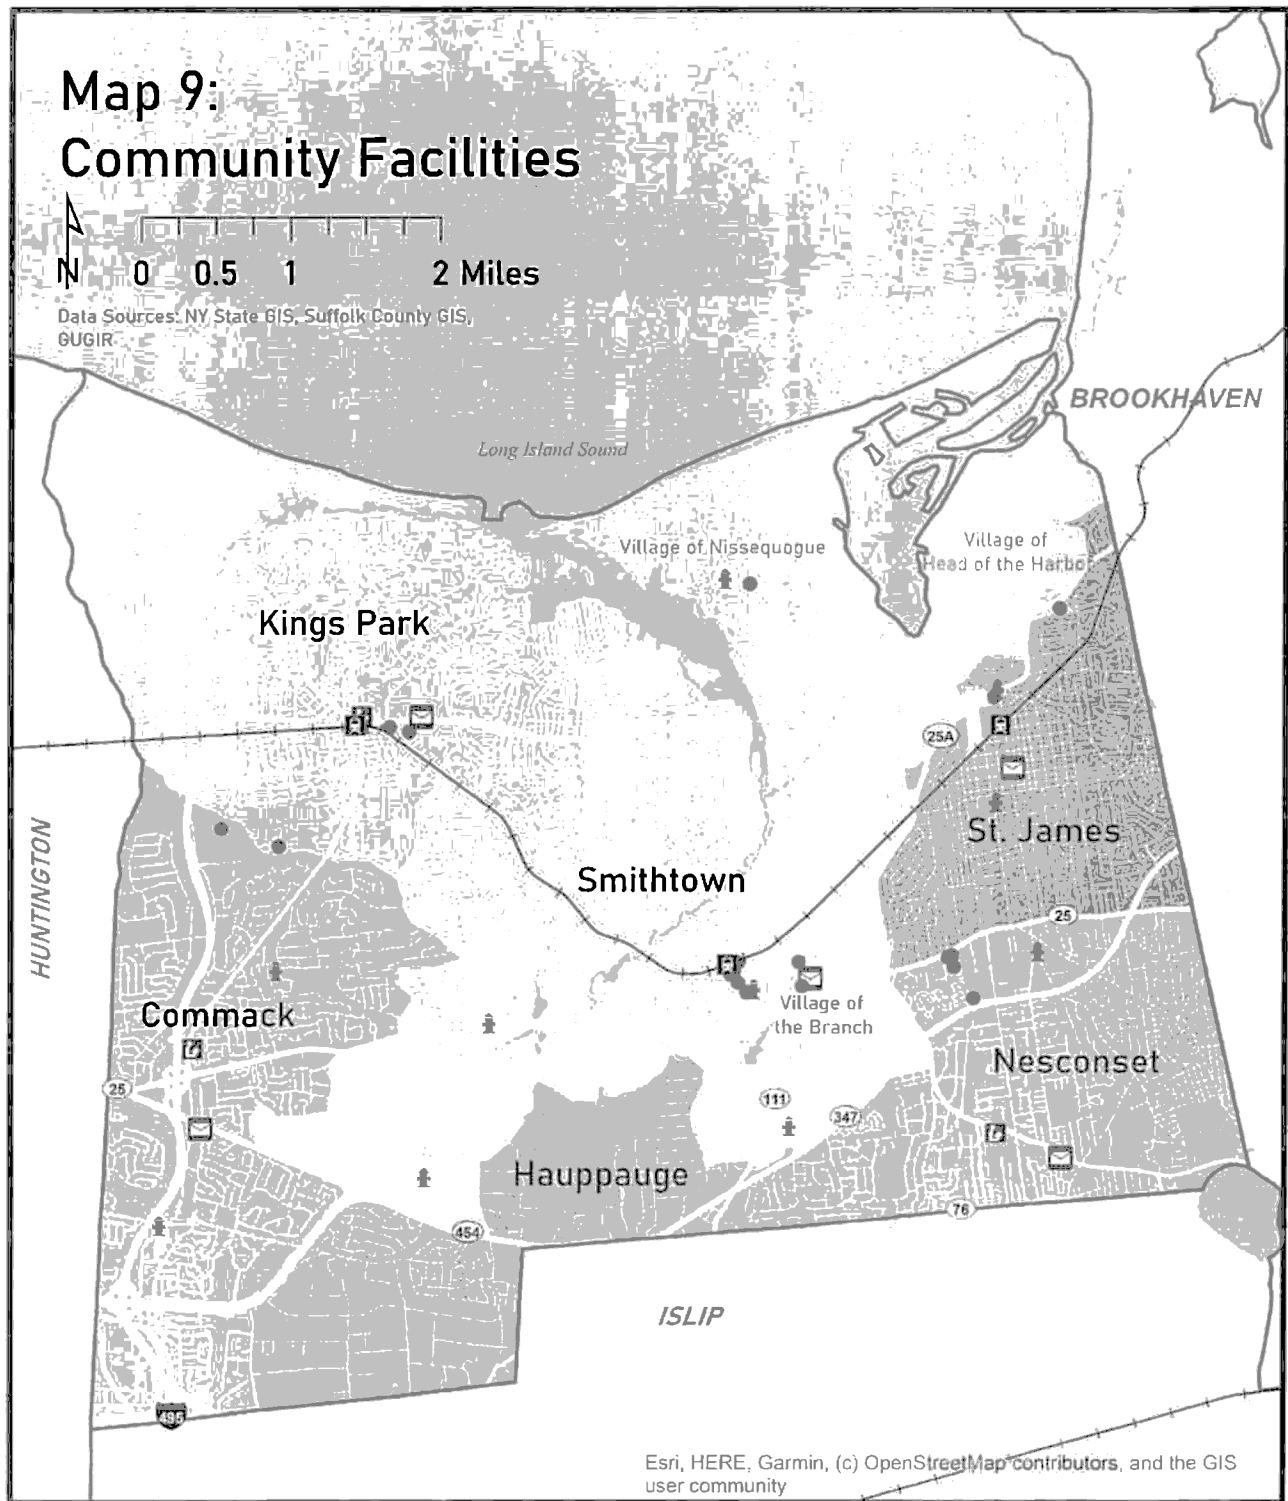 Map 9:
Community Facilities
N 0 0.5 1 2 Miles
Data Sources: NY State GIS, Suffolk County GIS,
GUGIR
BROOKHAVEN
Long Island Sound
Village of Nissequogue
Village of
Head of the Harbor
Kings Park
25A
HUNTINGTON
St. James
Smithtown
25
Commack
Village of
the Branch
Nesconset
25
111
347
Hauppauge
76
454
ISLIP
495
Esri, HERE, Garmin, (c) OpenStreetMap contributors, and the GIS
user community